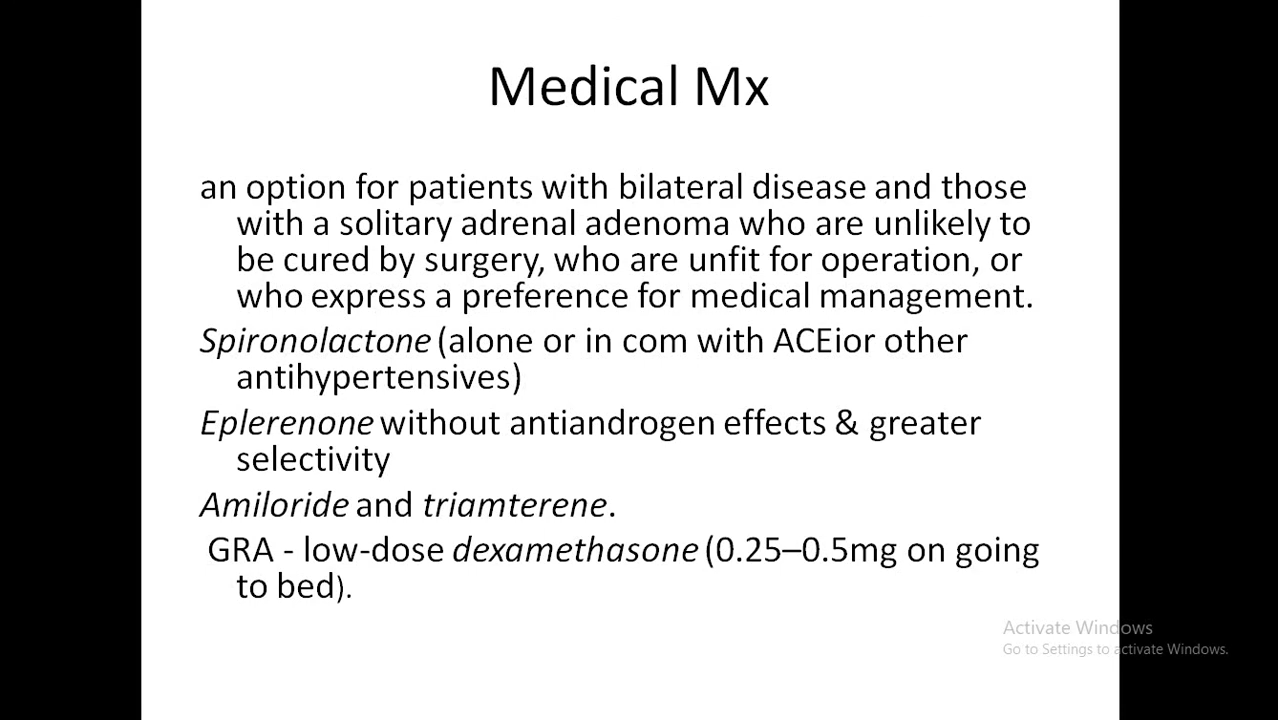 Medical Mx
an option for patients with bilateral disease and those
with a solitary adrenal adenoma who are unlikely to
be cured by surgery, who are unfit for operation, or
who express a preference for medical management.
Spironolactone (alone or in com with ACEior other
antihypertensives)
Eplerenone without antiandrogen effects & greater
selectivity
Amiloride and triamterene.
GRA - low-dose dexamethasone (0.25–0.5mg on going
to bed).
Activate Windows
Go to Settings to activate Windows.